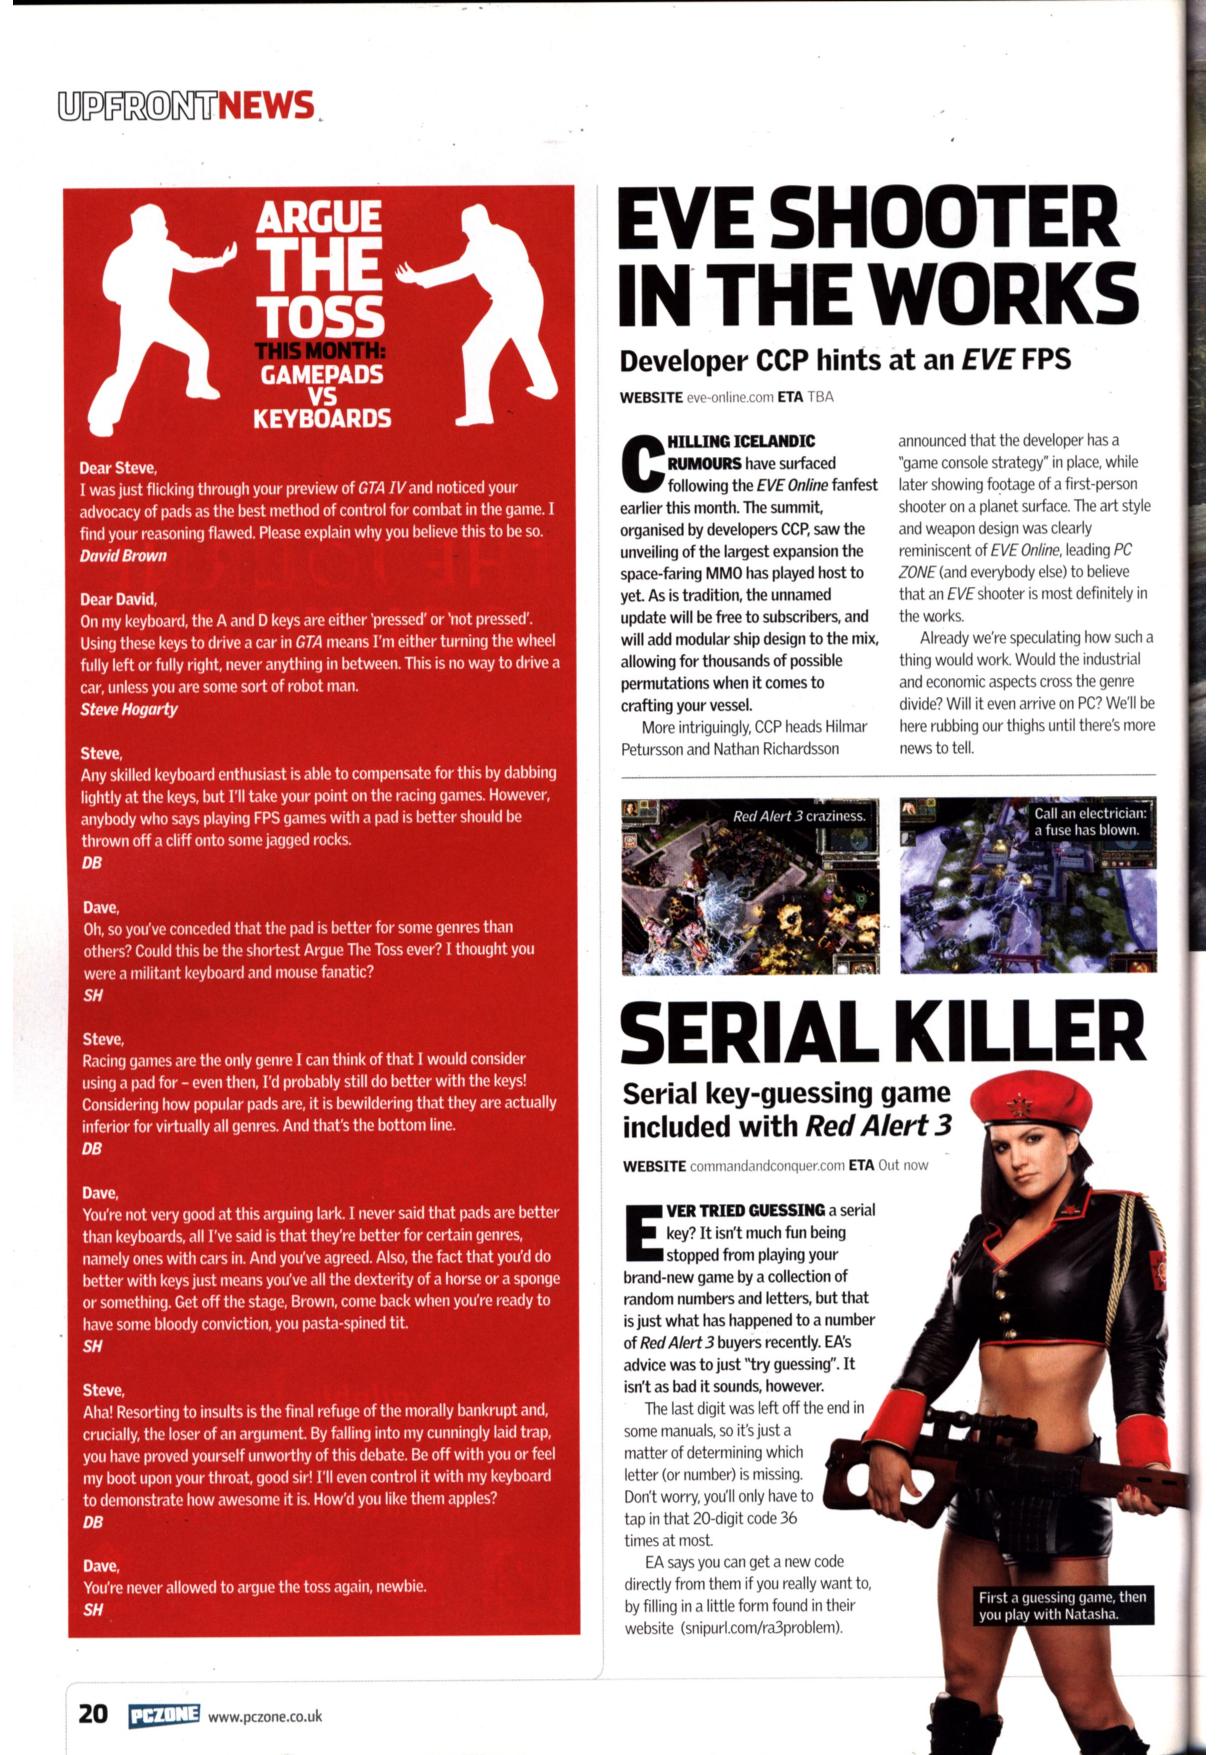 UPFRONTNEWS
ARGUE
THE
TOSS
THIS MONTH:
GAMEPADS
VS
KEYBOARDS
Dear Steve,
I was just flicking through your preview of GTA IV and noticed your
advocacy of pads as the best method of control for combat in the game. I
find your reasoning flawed. Please explain why you believe this to be so.
David Brown
Dear David,
On my keyboard, the A and D keys are either 'pressed' or 'not pressed'.
Using these keys to drive a car in GTA means I'm either turning the wheel
fully left or fully right, never anything in between. This is no way to drive a
car, unless you are some sort of robot man.
Steve Hogarty
Steve,
Any skilled keyboard enthusiast is able to compensate for this by dabbing
lightly at the keys, but I'll take your point on the racing games. However,
anybody who says playing FPS games with a pad is better should be
thrown off a cliff onto some jagged rocks.
DB
Dave,
Oh, so you've conceded that the pad is better for some genres than
others? Could this be the shortest Argue The Toss ever? I thought you
were a militant keyboard and mouse fanatic?
SH
Steve,
Racing games are the only genre I can think of that I would consider
using a pad for – even then, I'd probably still do better with the keys!
Considering how popular pads are, it is bewildering that they are actually
inferior for virtually all genres. And that's the bottom line.
DB
Dave,
You're not very good at this arguing lark. I never said that pads are better
than keyboards, all I've said is that they're better for certain genres,
namely ones with cars in. And you've agreed. Also, the fact that you'd do
better with keys just means you've all the dexterity of a horse or a sponge
or something. Get off the stage, Brown, come back when you're ready to
have some bloody conviction, you pasta-spined tit.
SH
Steve,
Aha! Resorting to insults is the final refuge of the morally bankrupt and,
crucially, the loser of an argument. By falling into my cunningly laid trap,
you have proved yourself unworthy of this debate. Be off with you or feel
my boot upon your throat, good sir! I'll even control it with my keyboard
to demonstrate how awesome it is. How'd you like them apples?
DB
Dave,
You're never allowed to argue the toss again, newbie.
SH
EVE SHOOTER
IN THE WORKS
Developer CCP hints at an EVE FPS
WEBSITE eve-online.com ETA TBA
CHILLING ICELANDIC
RUMOURS have surfaced
following the EVE Online fanfest
earlier this month. The summit,
organised by developers CCP, saw the
unveiling of the largest expansion the
space-faring MMO has played host to
yet. As is tradition, the unnamed
update will be free to subscribers, and
will add modular ship design to the mix,
allowing for thousands of possible
permutations when it comes to
crafting your vessel.
More intriguingly, CCP heads Hilmar
Petursson and Nathan Richardsson
announced that the developer has a
"game console strategy" in place, while
later showing footage of a first-person
shooter on a planet surface. The art style
and weapon design was clearly
reminiscent of EVE Online, leading PC
ZONE (and everybody else) to believe
that an EVE shooter is most definitely in
the works.
Already we're speculating how such a
thing would work. Would the industrial
and economic aspects cross the genre
divide? Will it even arrive on PC? We'll be
here rubbing our thighs until there's more
news to tell.
Red Alert 3 craziness.
Call an electrician:
a fuse has blown.
SERIAL KILLER
Serial key-guessing game
included with Red Alert 3
WEBSITE commandandconquer.com ETA Out now
EVER TRIED GUESSING a serial
key? It isn't much fun being
stopped from playing your
brand-new game by a collection of
random numbers and letters, but that
is just what has happened to a number
of Red Alert 3 buyers recently. EA's
advice was to just "try guessing". It
isn't as bad it sounds, however.
The last digit was left off the end in
some manuals, so it's just a
matter of determining which
letter (or number) is missing.
Don't worry, you'll only have to
tap in that 20-digit code 36
times at most.
EA says you can get a new code
directly from them if you really want to,
by filling in a little form found in their
website (snipurl.com/ra3problem).
First a guessing game, then
you play with Natasha.
20 PCZONE www.pczone.co.uk